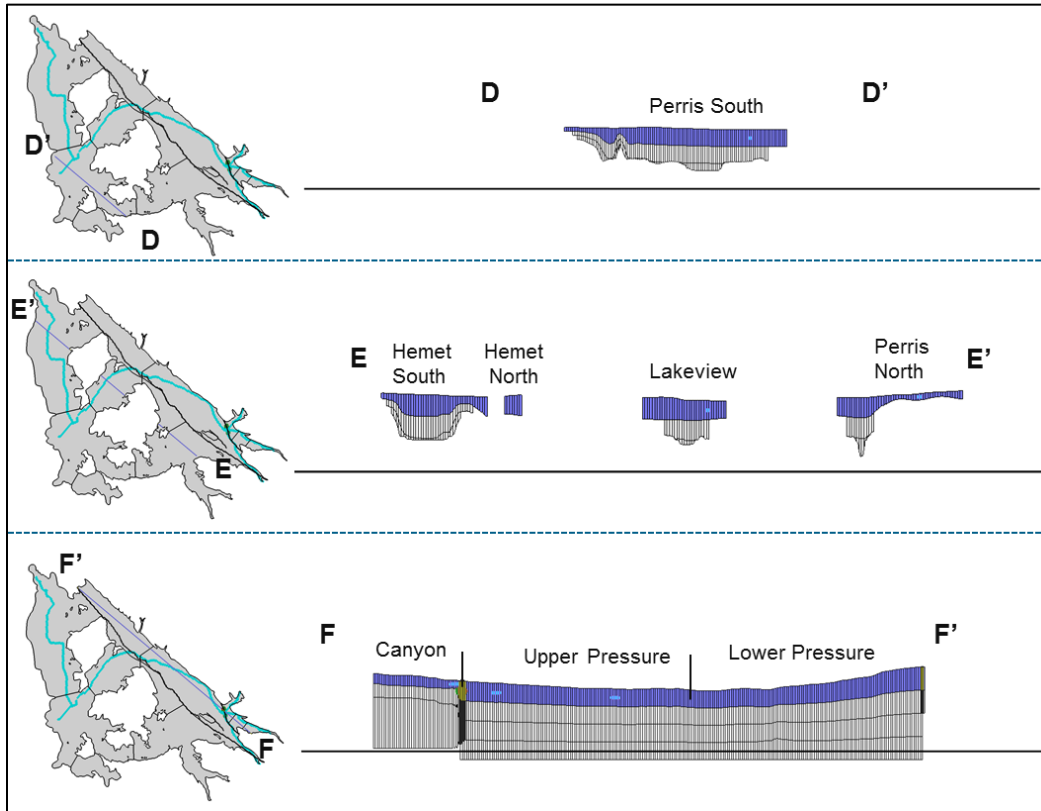 D
D'
Perris South
D'
D
E
Hemet
South
Hemet
North
Lakeview
Perris
North
E'
E'
E
F'
F
F'
Canyon
Upper Pressure
Lower Pressure
F